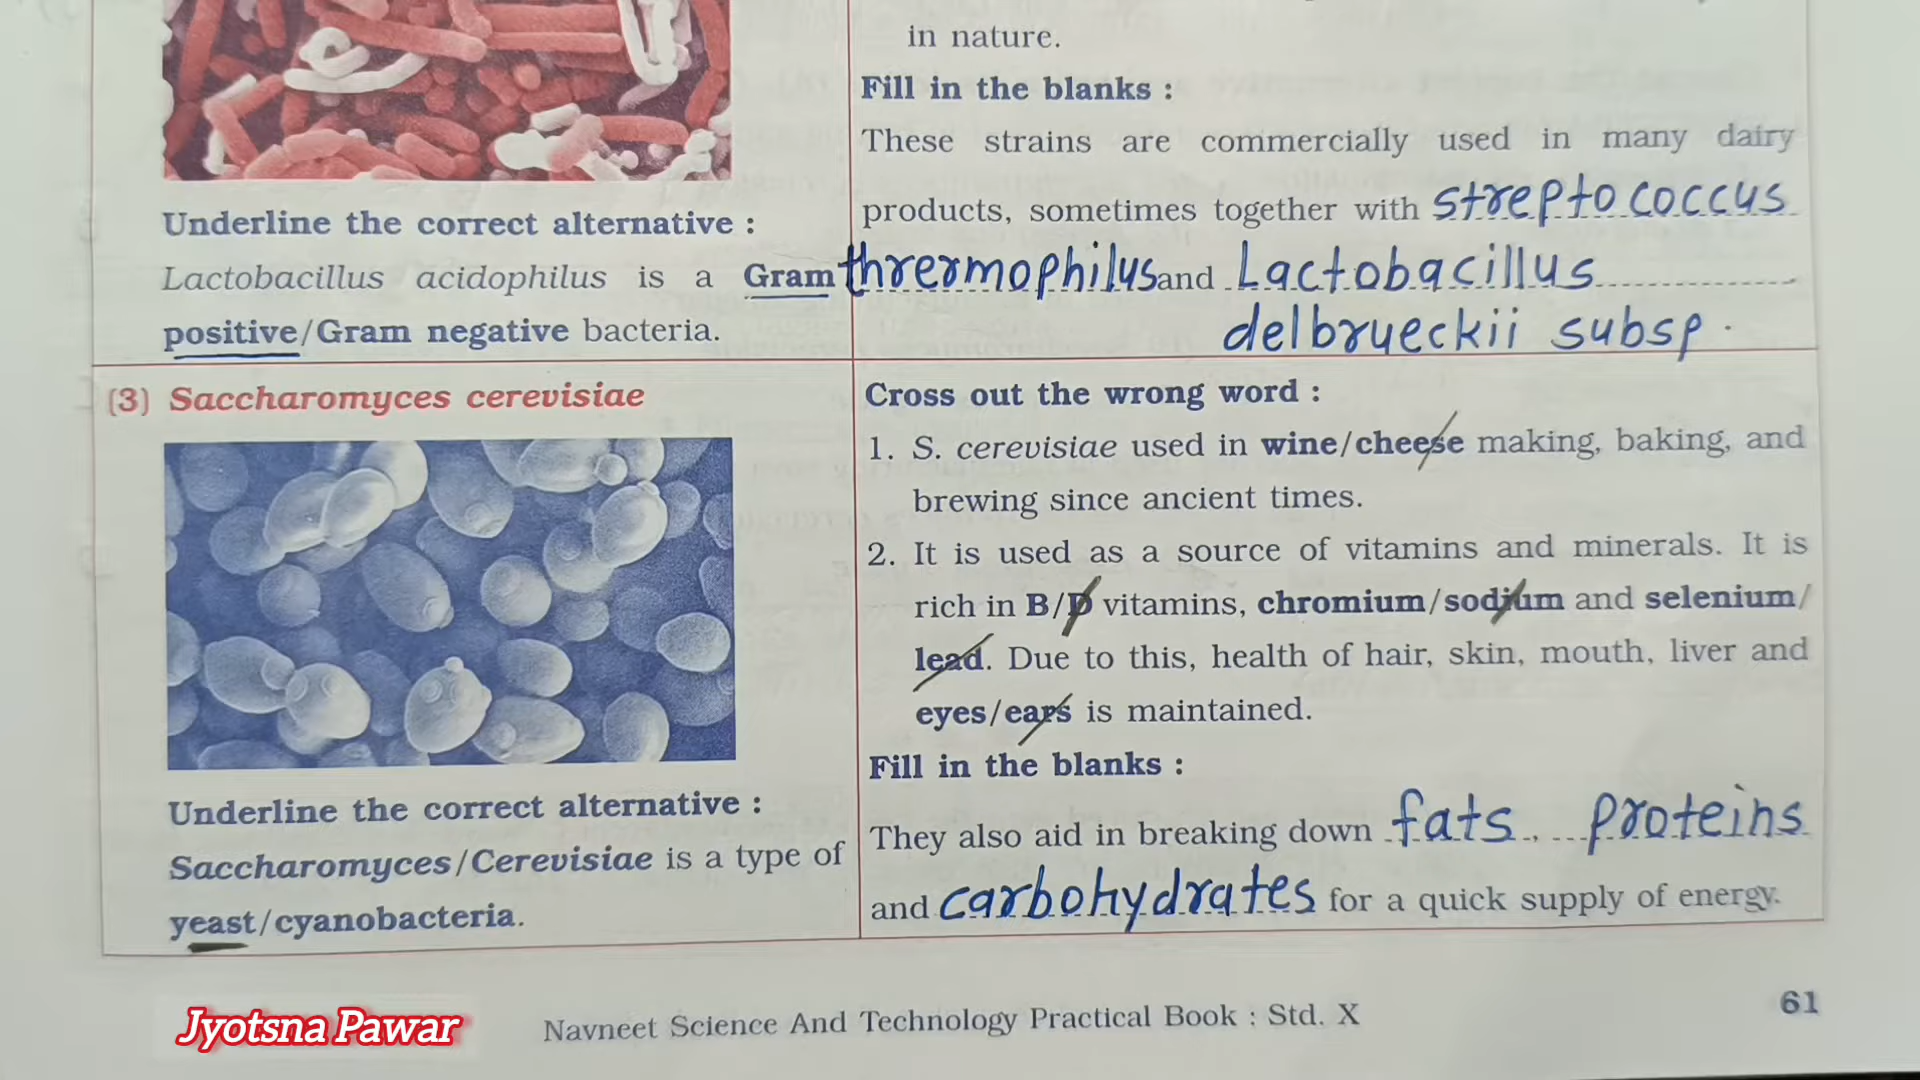 in nature.
Fill in the blanks :
These strains are commercially used in many dairy
products, sometimes together with streptococcus
thrermophilus and Lactobacillus
delbrueckii subsp.
Underline the correct alternative :
Lactobacillus acidophilus is a Gram
positive/Gram negative bacteria.
(3) Saccharomyces cerevisiae
Underline the correct alternative :
Saccharomyces/Cerevisiae is a type of
yeast/cyanobacteria.
Cross out the wrong word :
1. S. cerevisiae used in wine/cheese making, baking, and
brewing since ancient times.
2. It is used as a source of vitamins and minerals. It is
rich in B/D vitamins, chromium/sodium and selenium/
lead. Due to this, health of hair, skin, mouth, liver and
eyes/ears is maintained.
Fill in the blanks :
They also aid in breaking down fats, proteins
and carbohydrates for a quick supply of energy.
Jyotsna Pawar
Navneet Science And Technology Practical Book : Std. X
61